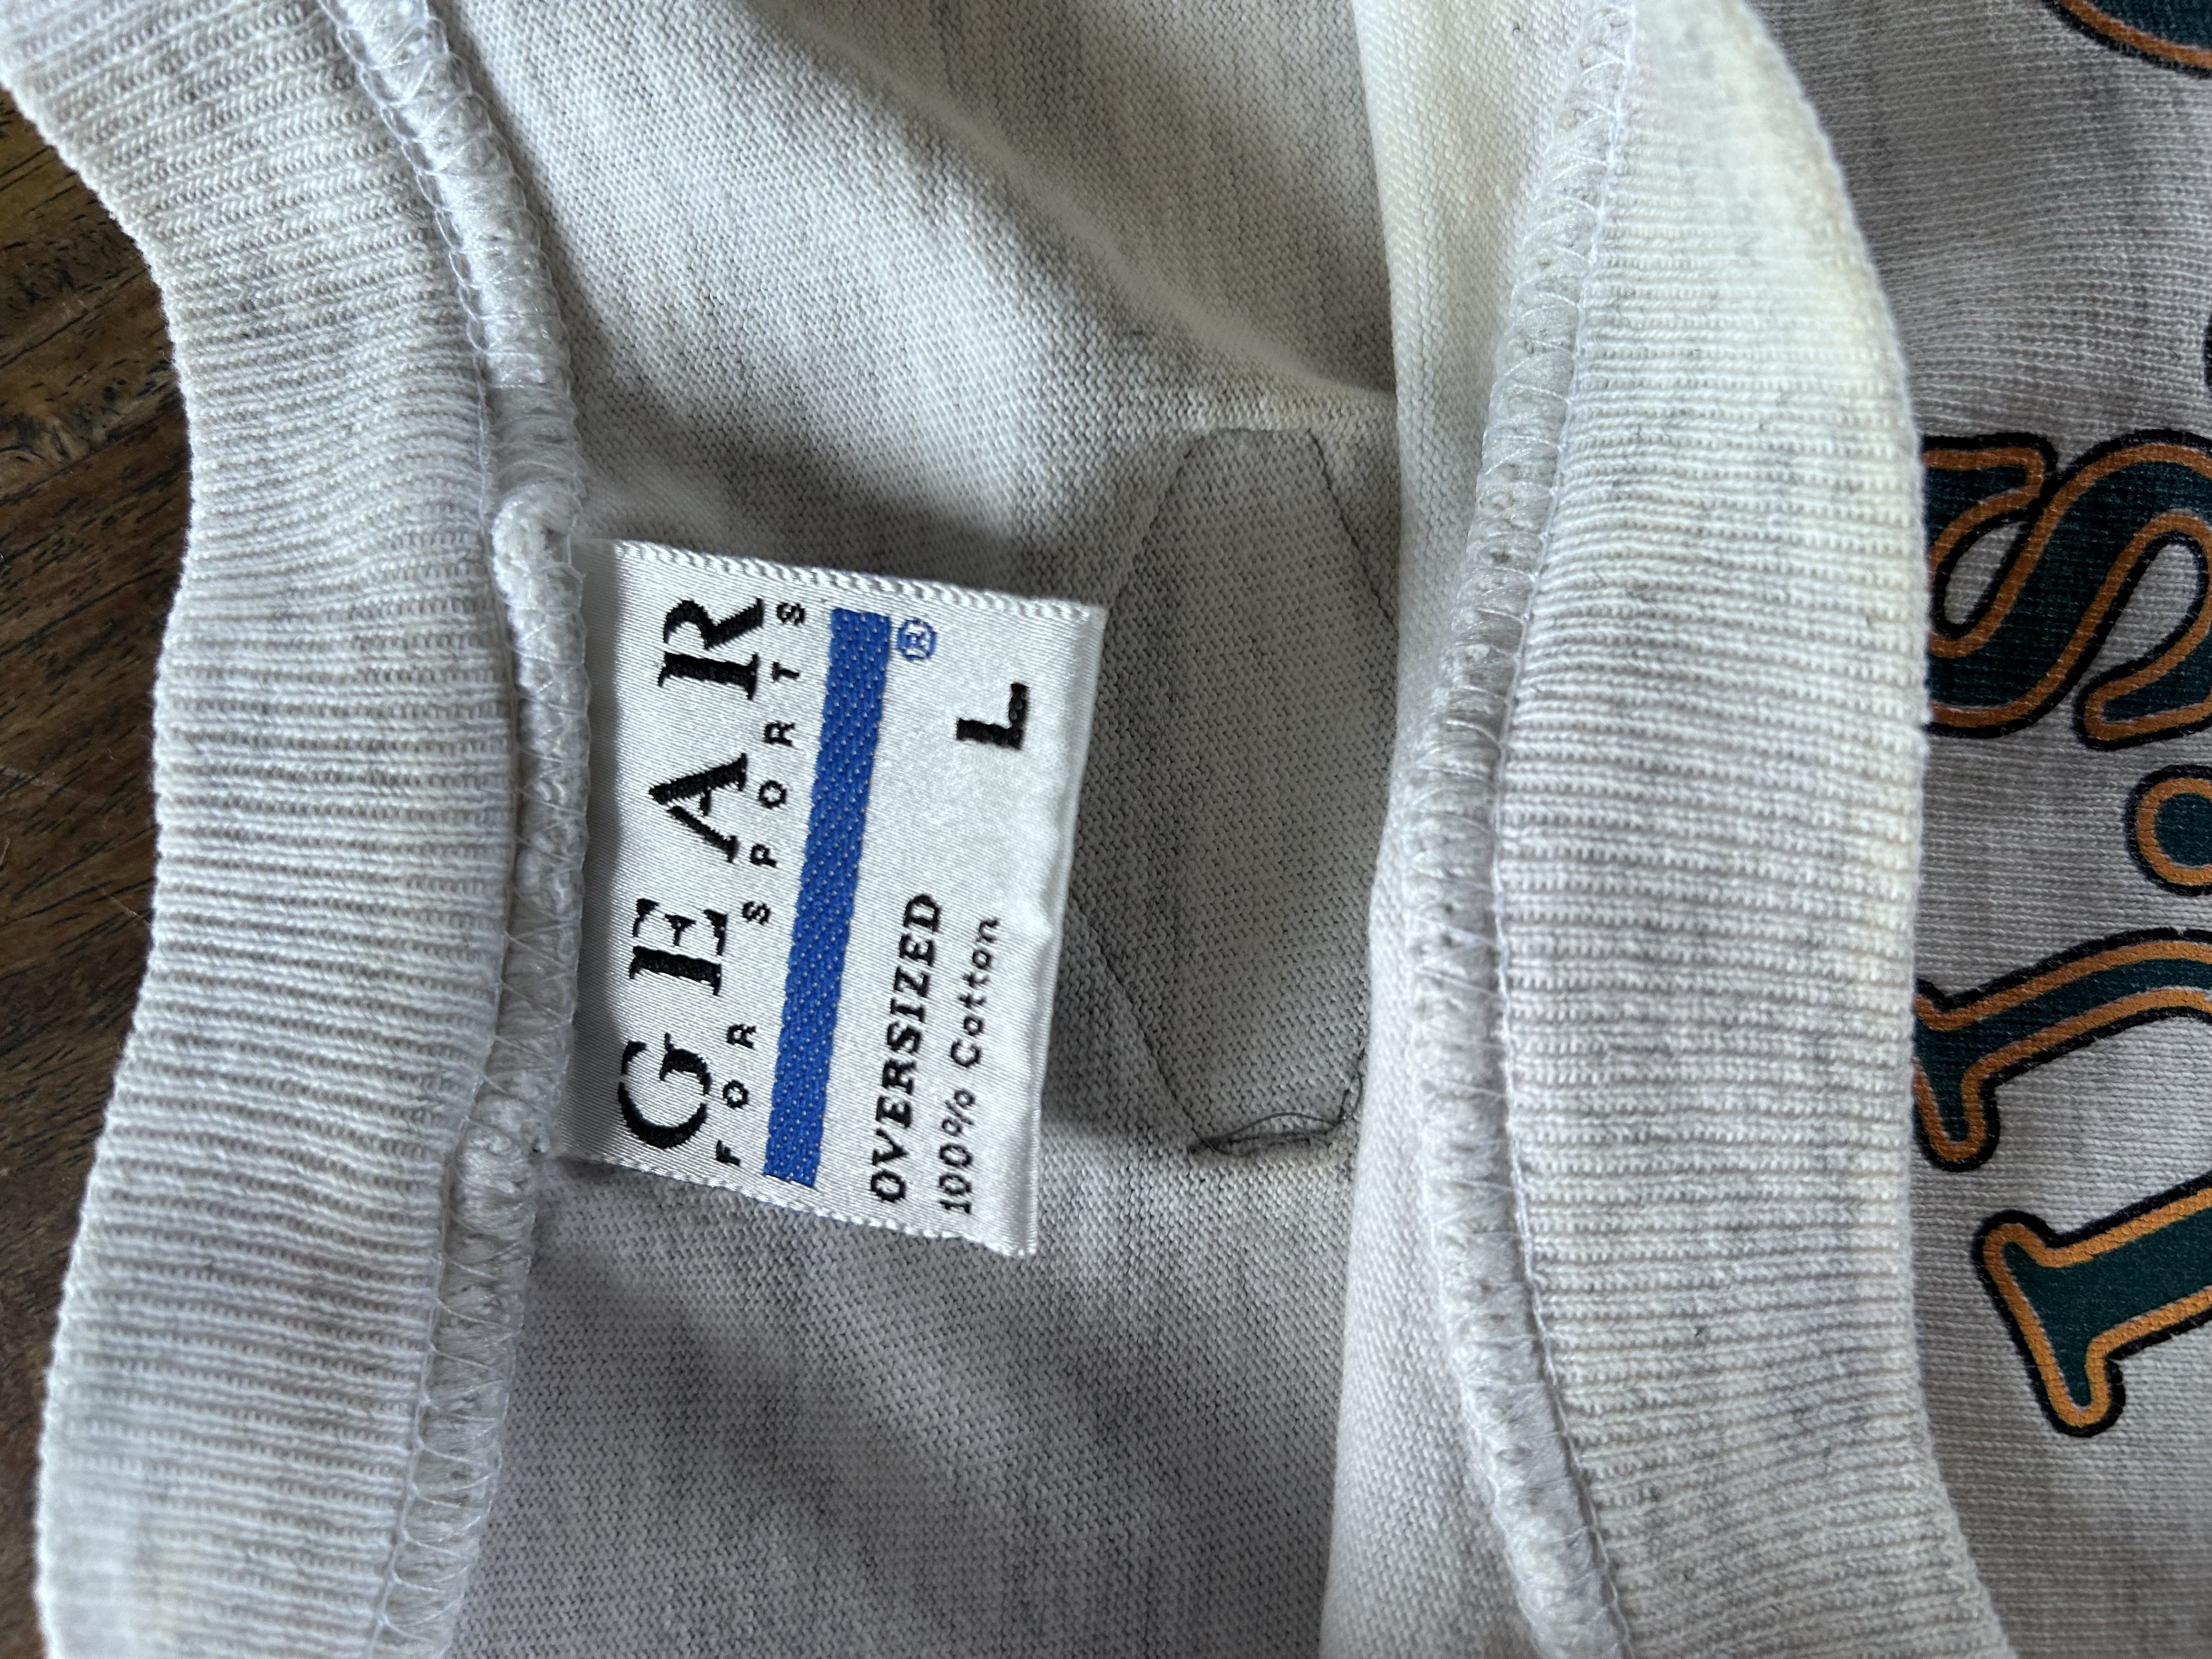 GEAR
FOR SPORTS
®
L
OVERSIZED
100% Cotton